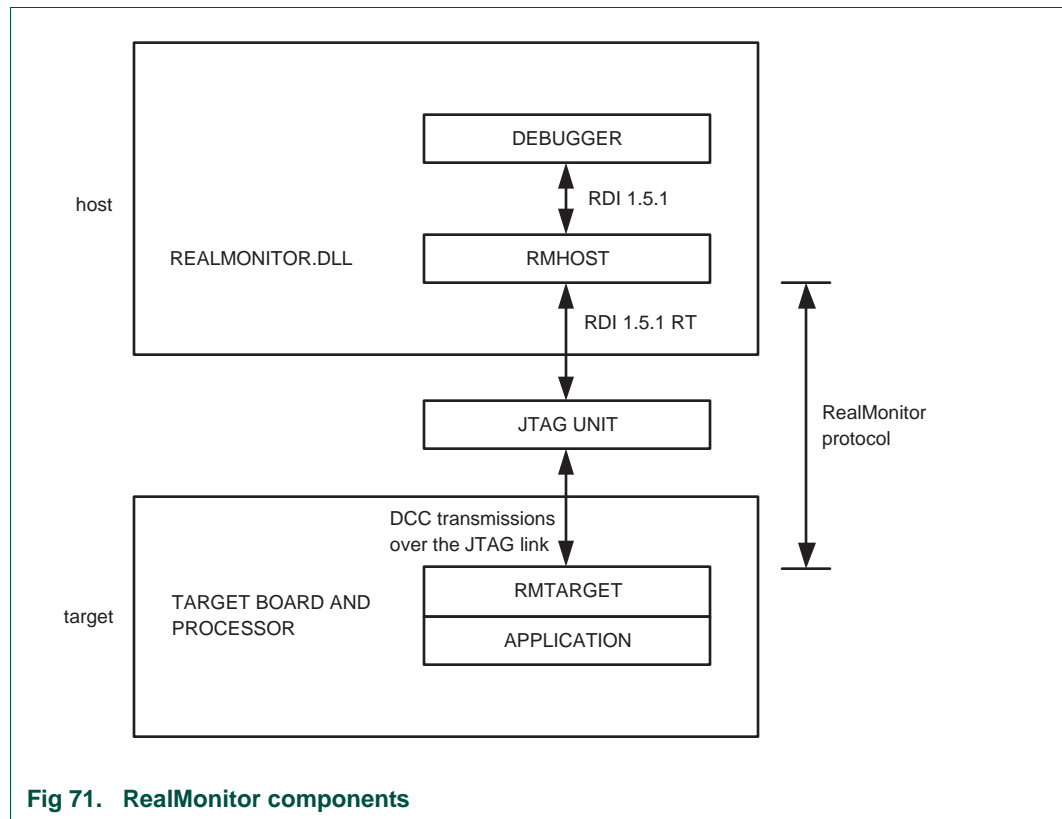 DEBUGGER
RDI 1.5.1
host
REALMONITOR.DLL
RMHOST
RDI 1.5.1 RT
JTAG UNIT
RealMonitor
protocol
DCC transmissions
over the JTAG link
target
TARGET BOARD AND
PROCESSOR
RMTARGET
APPLICATION
Fig 71. RealMonitor components